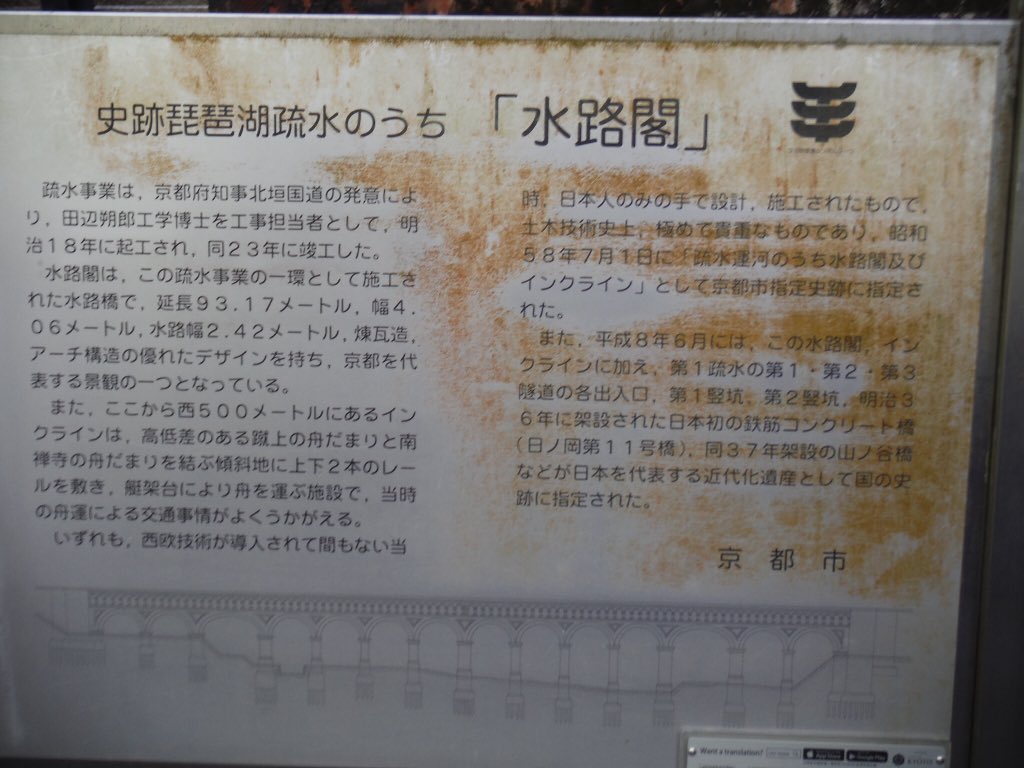 史跡琵琶湖疏水のうち 「水路閣」
疏水事業は，京都府知事北垣国道の発意によ
り，田辺朔郎工学博士を工事担当者として，明
治１８年に起工され，同２３年に竣工した。
水路閣は，この疏水事業の一環として施工さ
れた水路橋で，延長９３．１７メートル，幅４．
０６メートル，水路幅２．４２メートル，煉瓦造，
アーチ構造の優れたデザインを持ち，京都を代
表する景観の一つとなっている。
また，ここから西５００メートルにあるイン
クラインは，高低差のある蹴上の舟だまりと南
禅寺の舟だまりを結ぶ傾斜地に上下２本のレー
ルを敷き，艇架台により舟を運ぶ施設で，当時
の舟運による交通事情がよくうかがえる。
いずれも，西欧技術が導入されて間もない当
時，日本人のみの手で設計，施工されたもので，
土木技術史上，極めて貴重なものであり，昭和
５８年７月１日に「疏水運河のうち水路閣及び
インクライン」として京都市指定史跡に指定さ
れた。
また，平成８年６月には，この水路閣，イン
クラインに加え，第１疏水の第１・第２・第３
隧道の各出入口，第１竪坑，第２竪坑，明治３
６年に架設された日本初の鉄筋コンクリート橋
（日ノ岡第１１号橋），同３７年架設の山ノ谷橋
などが日本を代表する近代化遺産として国の史
跡に指定された。
京都市
Want a translation?
App Store
Google Play